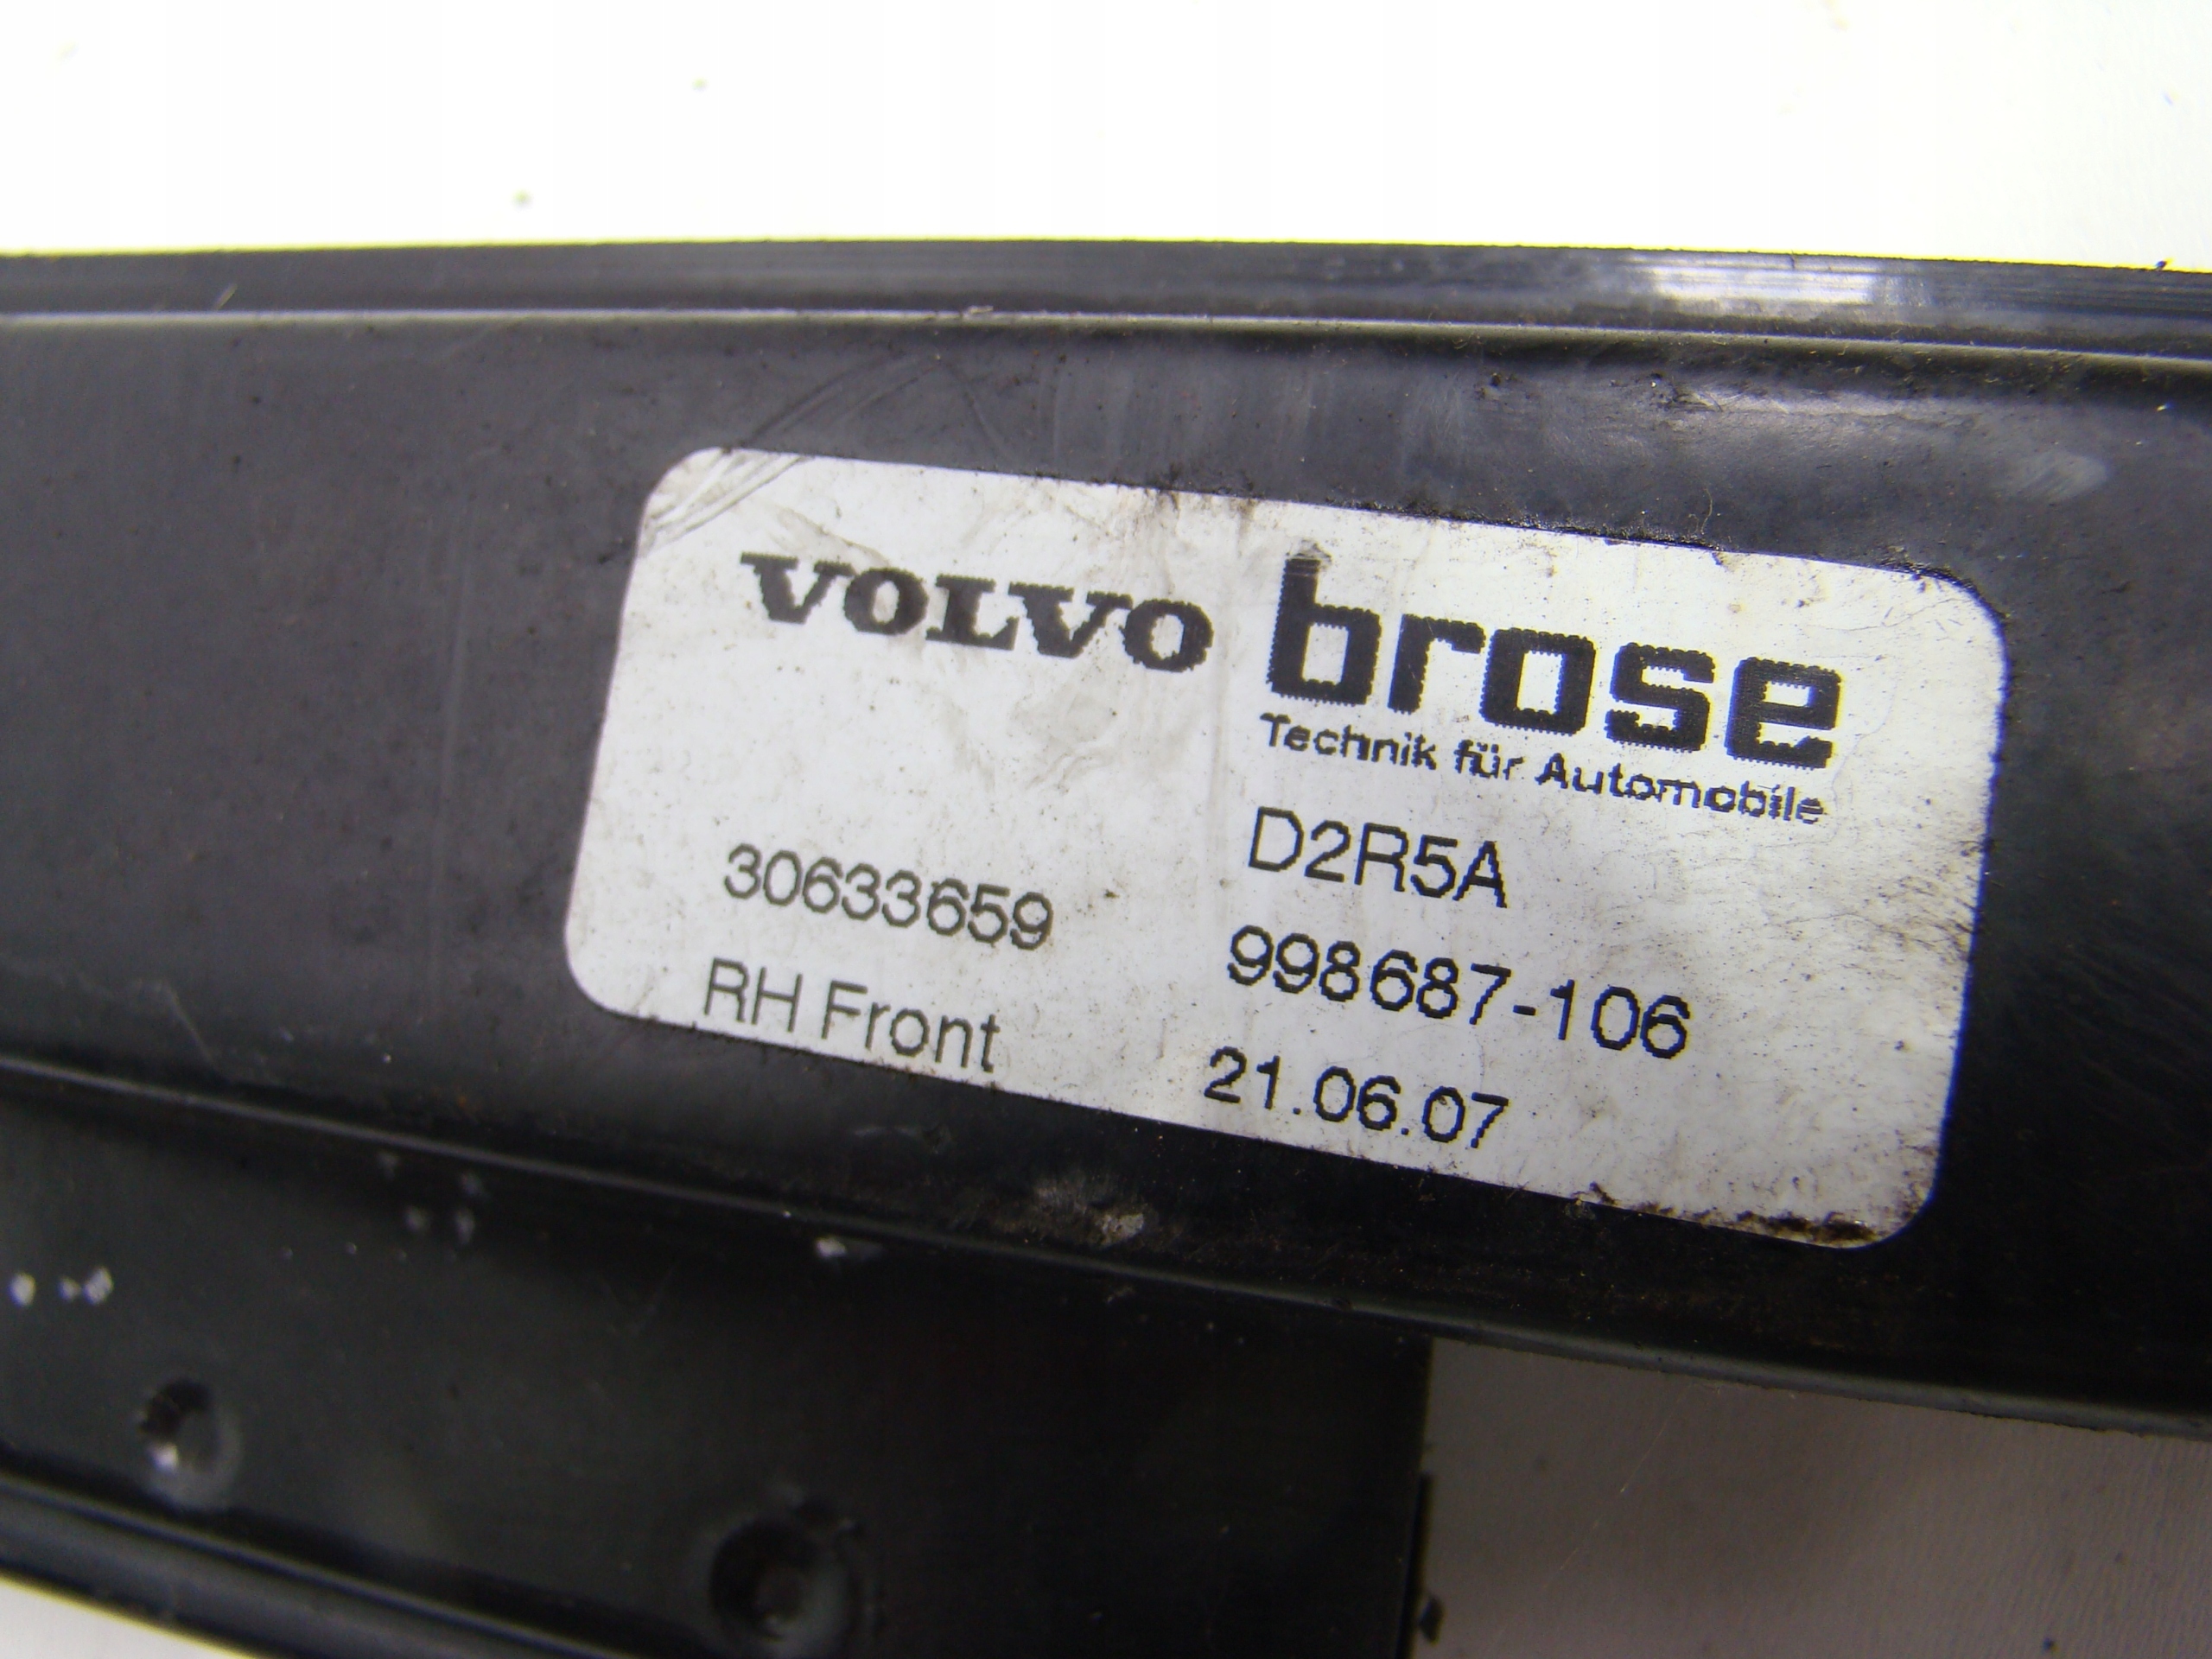 VOLVO brose
Technik für Automobile
D2R5A
30633659
998687-106
RH Front
21.06.07